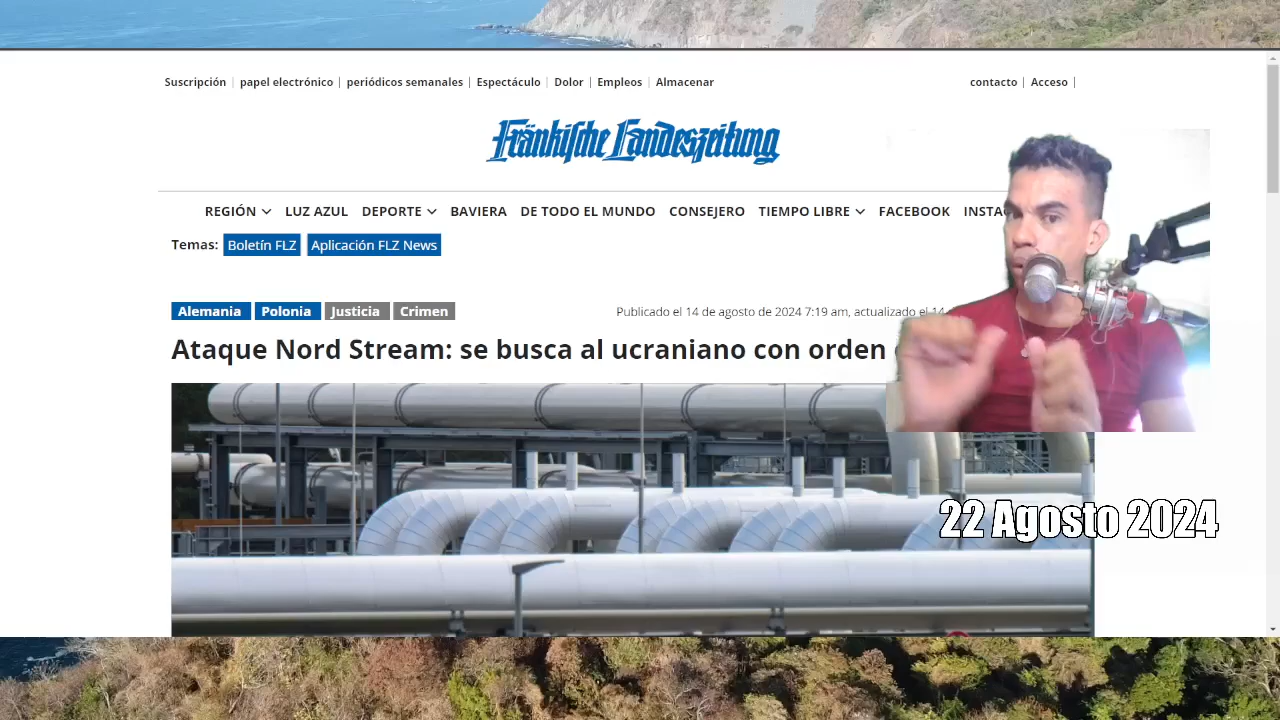 Suscripción | papel electrónico | periódicos semanales | Espectáculo | Dolor | Empleos | Almacenar
contacto | Acceso |
Fränkische Landeszeitung
REGIÓN LUZ AZUL DEPORTE BAVIERA DE TODO EL MUNDO CONSEJERO TIEMPO LIBRE FACEBOOK
Temas: Boletín FLZ Aplicación FLZ News
Alemania Polonia Justicia Crimen
Publicado el 14 de agosto de 2024 7:19 am, actualizado el 14
Ataque Nord Stream: se busca al ucraniano con orden
22 Agosto 2024